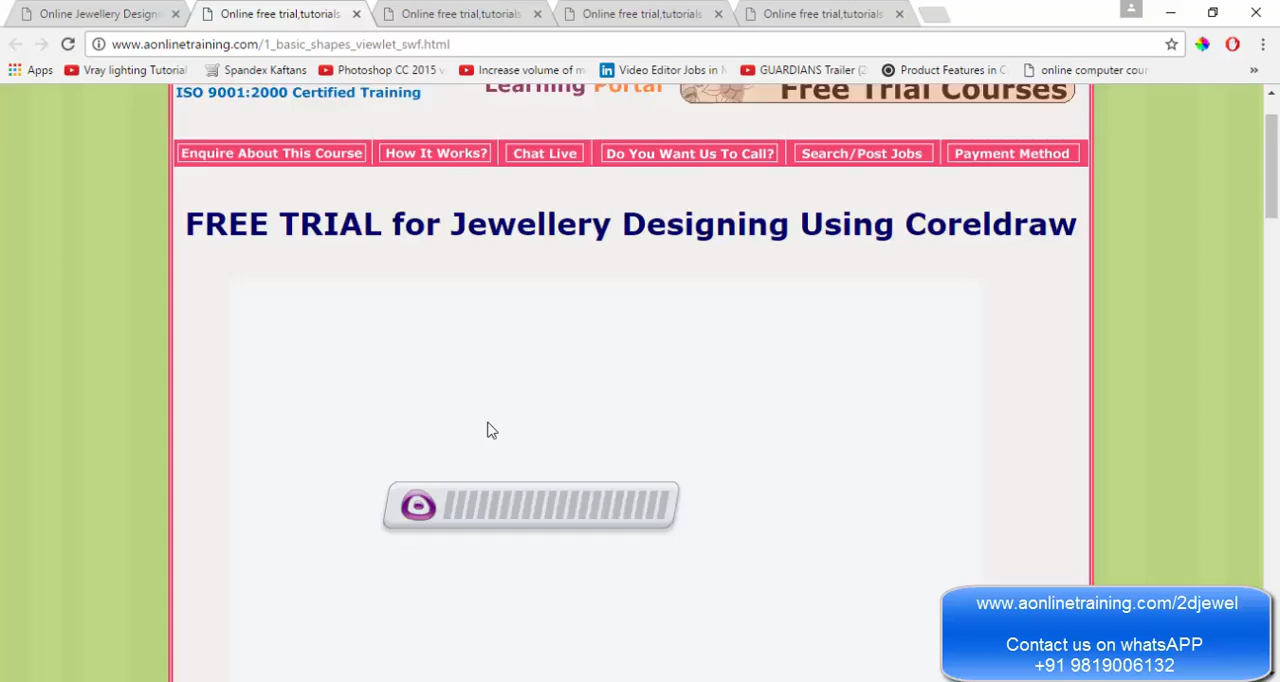 Online Jewellery Design
Online free trial,tutorials
Online free trial,tutorials
Online free trial,tutorials
Online free trial,tutorials
www.aonlinetraining.com/1_basic_shapes_viewlet_swf.html
Apps
Vray lighting Tutorial
Spandex Kaftans
Photoshop CC 2015 v
Increase volume of m
Video Editor Jobs in N
GUARDIANS Trailer (2
Product Features in C
online computer cour
»
ISO 9001:2000 Certified Training
Learning Portal
Free Trial Courses
Enquire About This Course
How It Works?
Chat Live
Do You Want Us To Call?
Search/Post Jobs
Payment Method
FREE TRIAL for Jewellery Designing Using Coreldraw
www.aonlinetraining.com/2djewel
Contact us on whatsAPP
+91 9819006132